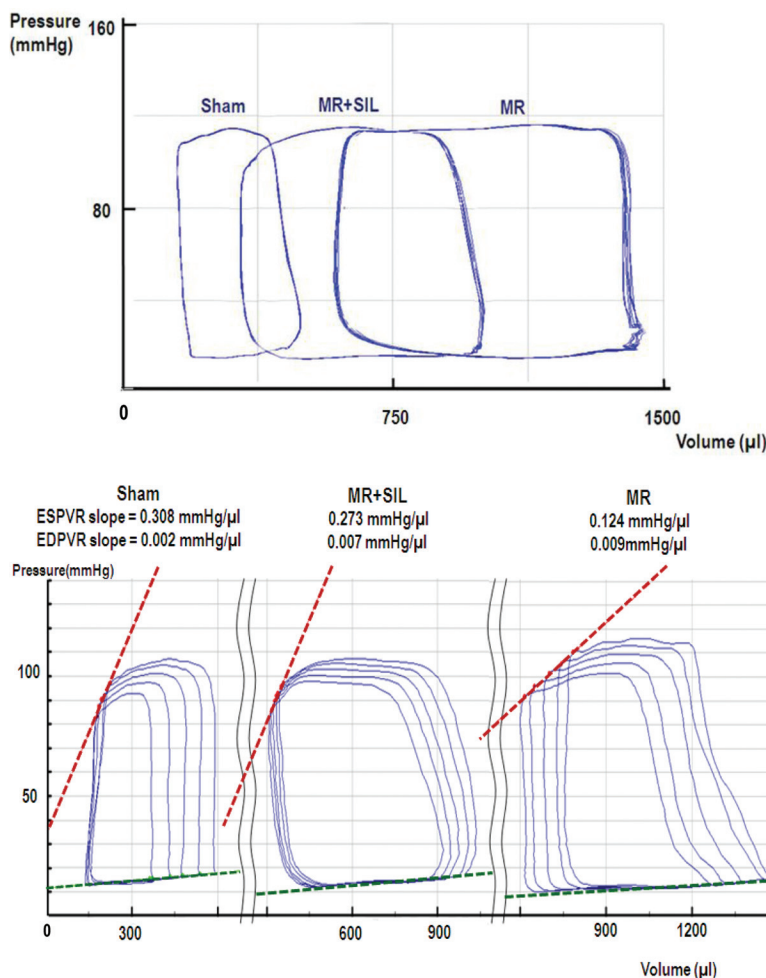 Pressure
(mmHg)
160
Sham
MR+SIL
MR
80
0
750
1500
Volume (µl)
Sham
MR+SIL
MR
ESPVR slope = 0.308 mmHg/µl
0.273 mmHg/µl
0.124 mmHg/µl
EDPVR slope = 0.002 mmHg/µl
0.007 mmHg/µl
0.009mmHg/µl
Pressure(mmHg)
100
50
0
300
600
900
900
1200
Volume (µl)